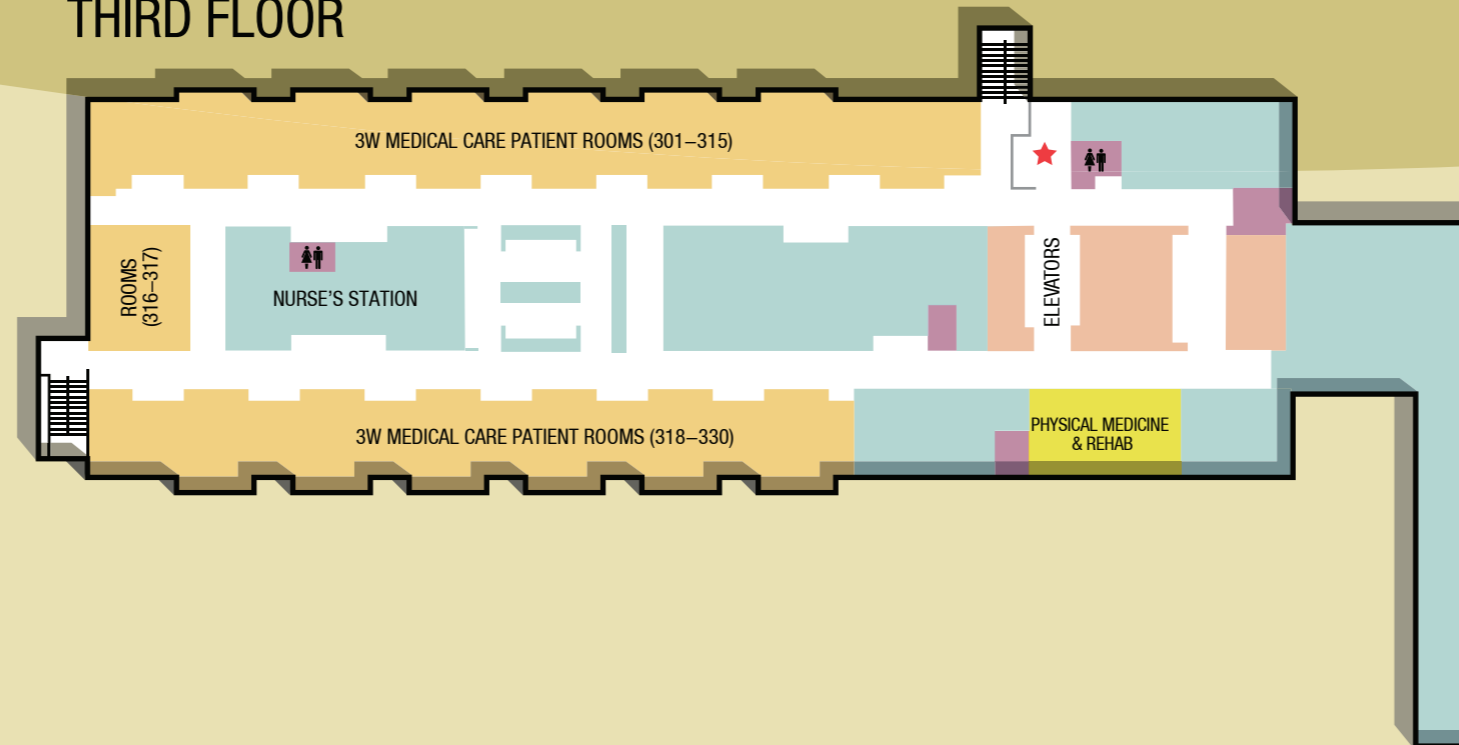 THIRD FLOOR
3W MEDICAL CARE PATIENT ROOMS (301–315)
ROOMS
(316–317)
NURSE'S STATION
ELEVATORS
3W MEDICAL CARE PATIENT ROOMS (318–330)
PHYSICAL MEDICINE
& REHAB